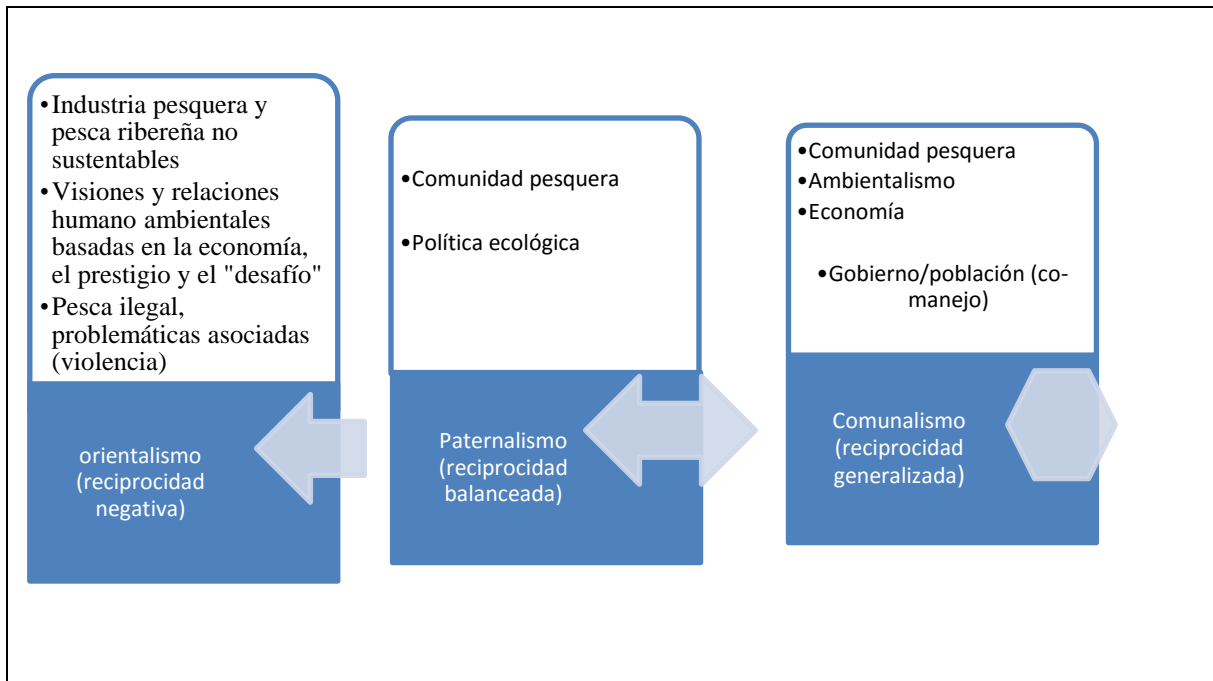 •Industria pesquera y
pesca ribereña no
sustentables
•Visiones y relaciones
humano ambientales
basadas en la economía,
el prestigio y el "desafío"
•Pesca ilegal,
problemáticas asociadas
(violencia)
orientalismo
(reciprocidad
negativa)
•Comunidad pesquera
•Política ecológica
Paternalismo
(reciprocidad
balanceada)
•Comunidad pesquera
•Ambientalismo
•Economía
•Gobierno/población (co-
manejo)
Comunalismo
(reciprocidad
generalizada)